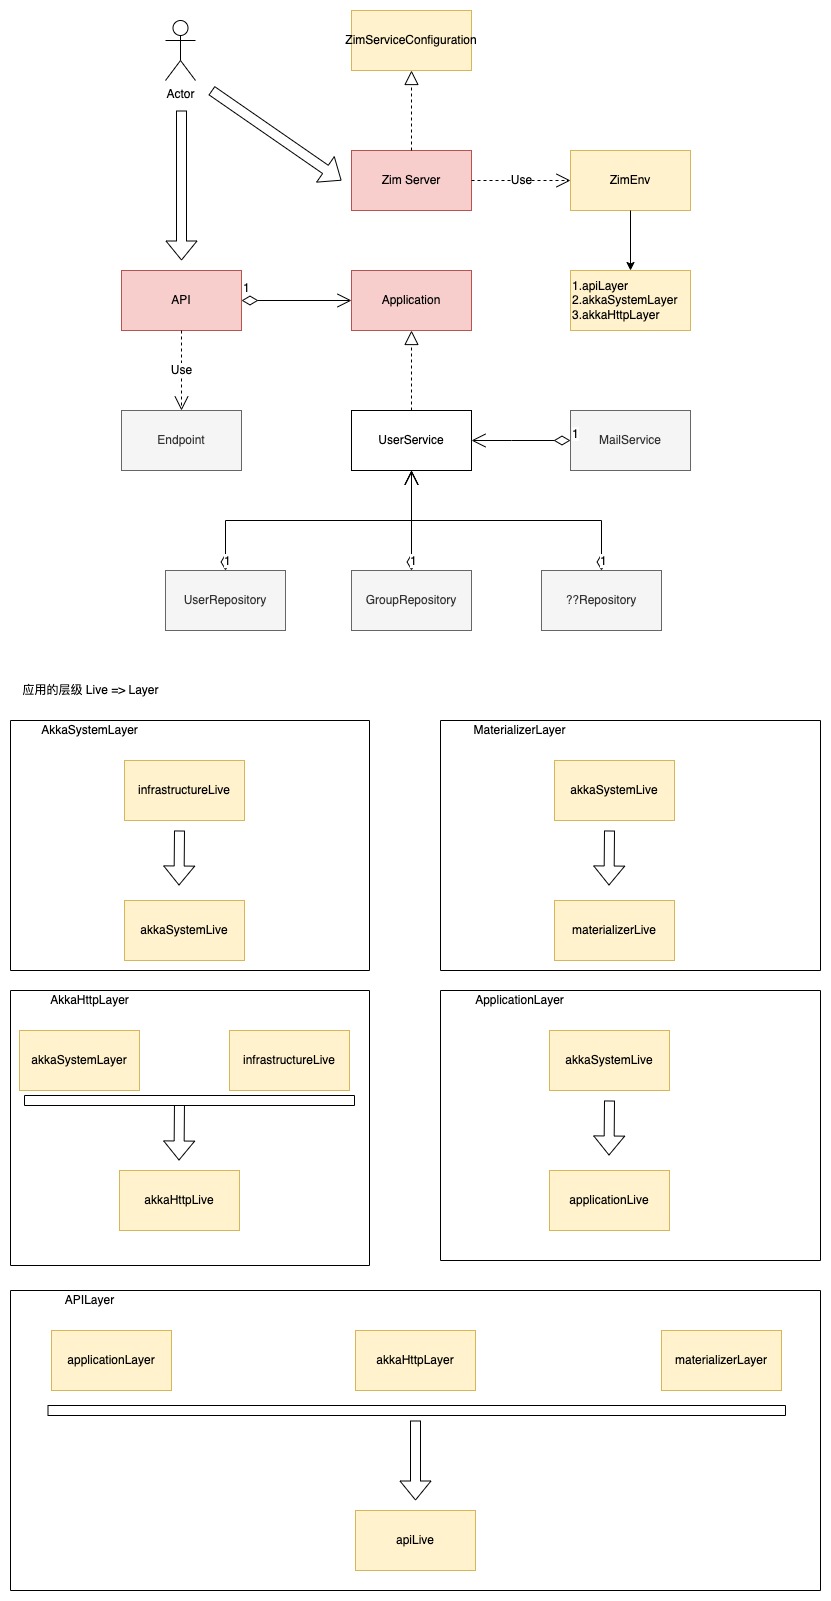 ZimServiceConfiguration
Actor
Zim Server
Use
ZimEnv
API
1
Application
1.apiLayer
2.akkaSystemLayer
3.akkaHttpLayer
Use
Endpoint
UserService
1
MailService
1
1
1
UserRepository
GroupRepository
??Repository
应用的层级 Live => Layer
AkkaSystemLayer
infrastructureLive
akkaSystemLive
MaterializerLayer
akkaSystemLive
materializerLive
AkkaHttpLayer
akkaSystemLayer
infrastructureLive
akkaHttpLive
ApplicationLayer
akkaSystemLive
applicationLive
APILayer
applicationLayer
akkaHttpLayer
materializerLayer
apiLive